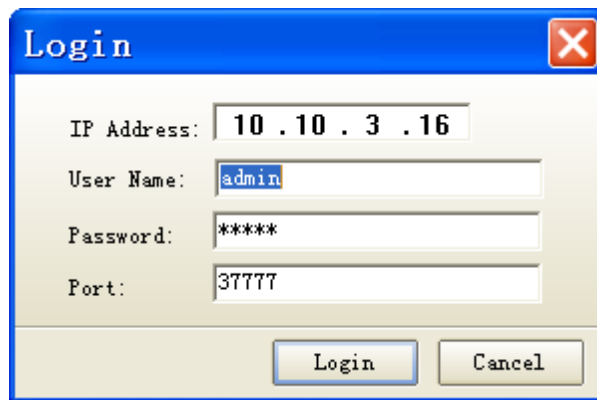 Login
IP Address: 10 .10 . 3 .16
User Name: admin
Password: *****
Port: 37777
Login Cancel